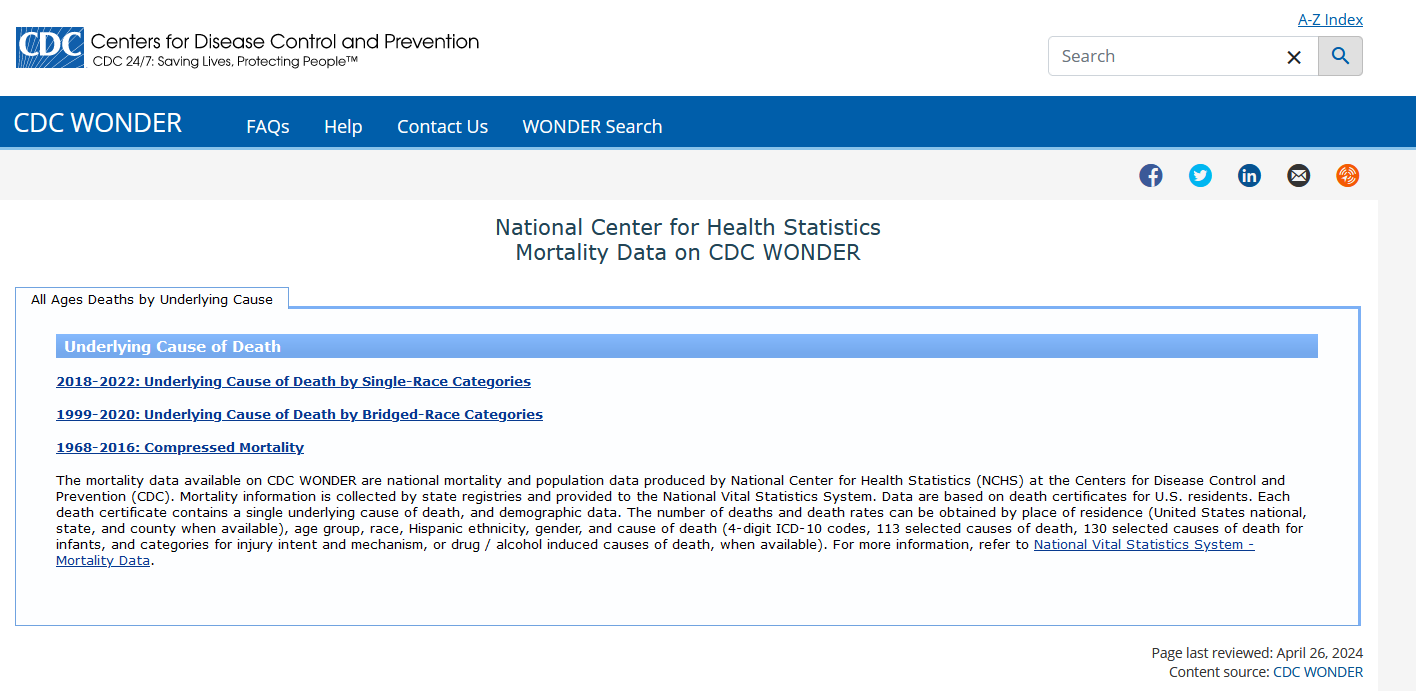 A-Z Index
CDC Centers for Disease Control and Prevention
CDC 24/7: Saving Lives, Protecting People™
Search
CDC WONDER FAQs Help Contact Us WONDER Search
National Center for Health Statistics
Mortality Data on CDC WONDER
All Ages Deaths by Underlying Cause
Underlying Cause of Death
2018-2022: Underlying Cause of Death by Single-Race Categories
1999-2020: Underlying Cause of Death by Bridged-Race Categories
1968-2016: Compressed Mortality
The mortality data available on CDC WONDER are national mortality and population data produced by National Center for Health Statistics (NCHS) at the Centers for Disease Control and
Prevention (CDC). Mortality information is collected by state registries and provided to the National Vital Statistics System. Data are based on death certificates for U.S. residents. Each
death certificate contains a single underlying cause of death, and demographic data. The number of deaths and death rates can be obtained by place of residence (United States national,
state, and county when available), age group, race, Hispanic ethnicity, gender, and cause of death (4-digit ICD-10 codes, 113 selected causes of death, 130 selected causes of death for
infants, and categories for injury intent and mechanism, or drug / alcohol induced causes of death, when available). For more information, refer to National Vital Statistics System -
Mortality Data.
Page last reviewed: April 26, 2024
Content source: CDC WONDER